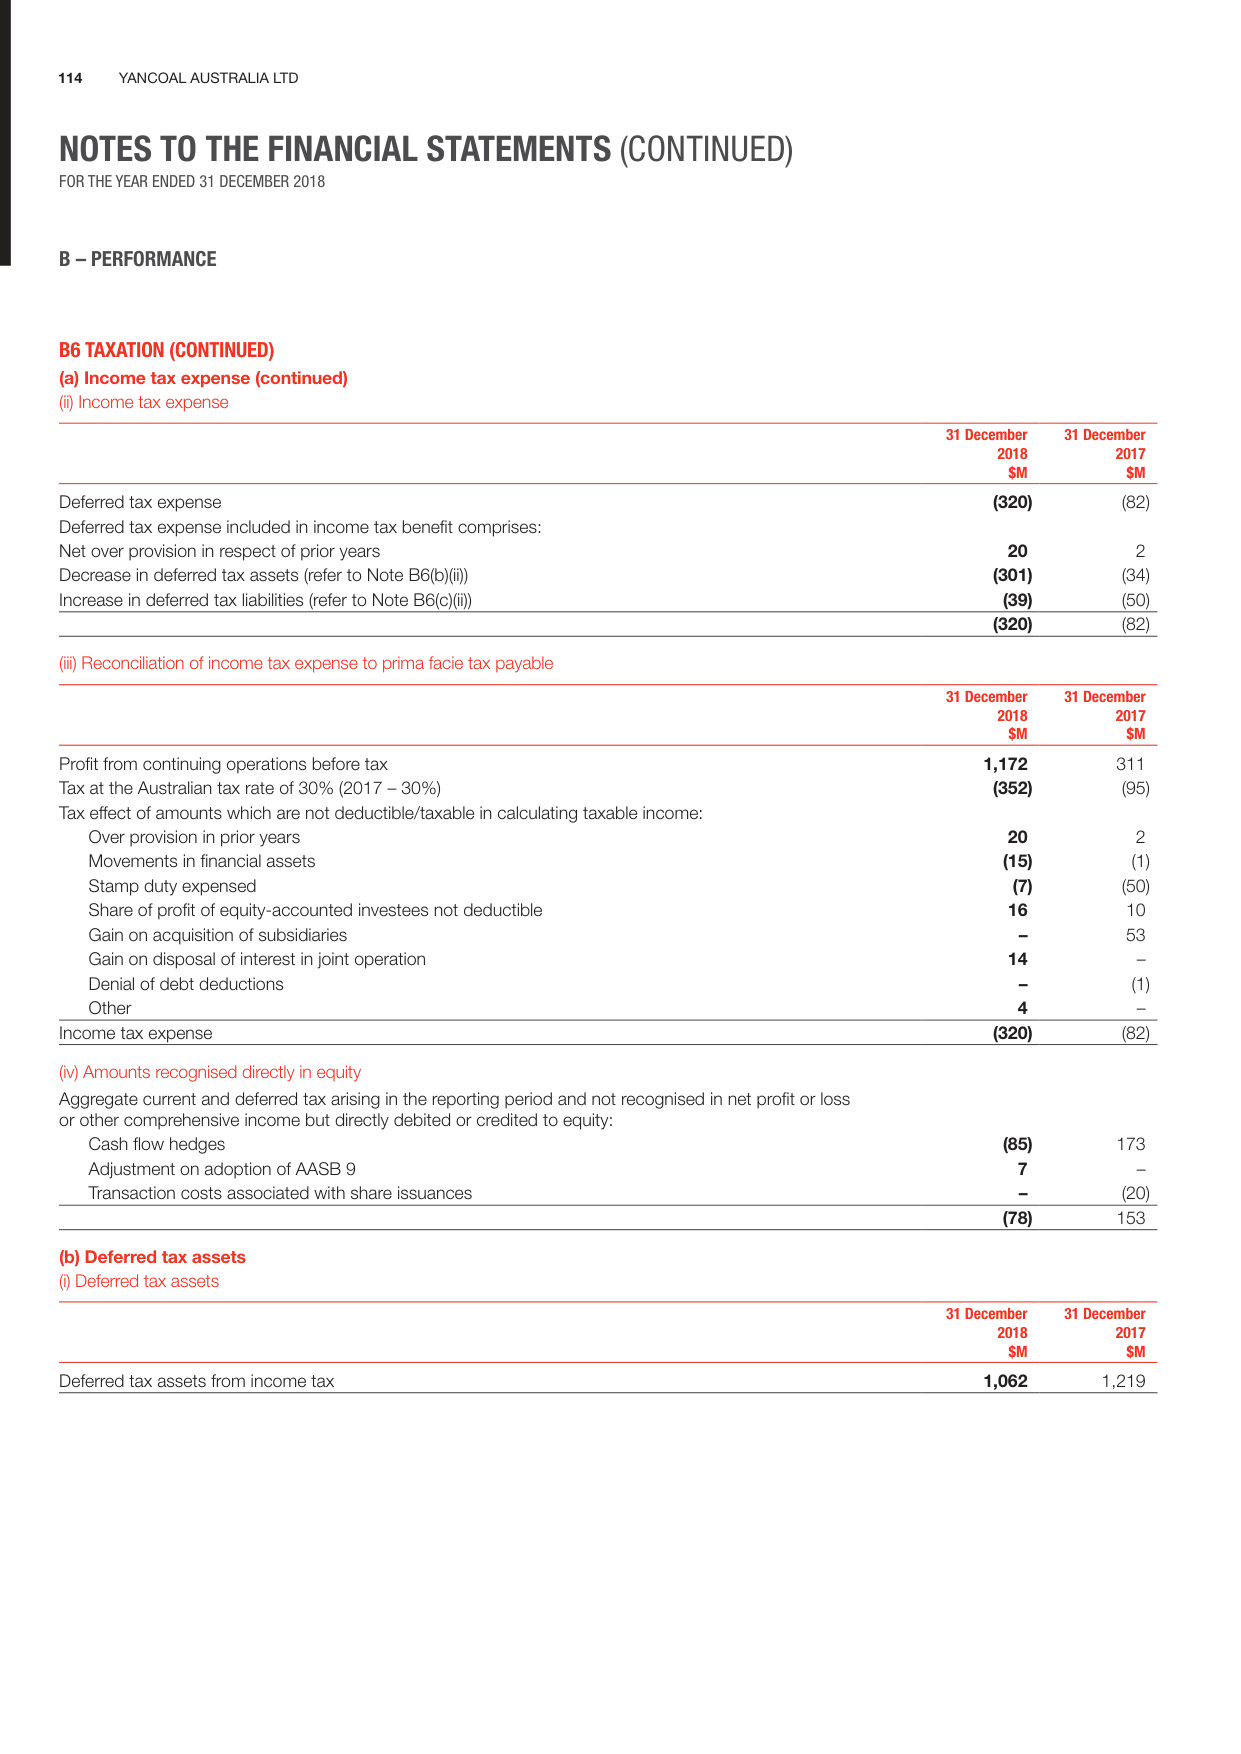 114 YANCOAL AUSTRALIA LTD
NOTES TO THE FINANCIAL STATEMENTS (CONTINUED)
FOR THE YEAR ENDED 31 DECEMBER 2018
B – PERFORMANCE
B6 TAXATION (CONTINUED)
(a) Income tax expense (continued)
(ii) Income tax expense
31 December 31 December
2018 2017
$M $M
Deferred tax expense (320) (82)
Deferred tax expense included in income tax benefit comprises:
Net over provision in respect of prior years 20 2
Decrease in deferred tax assets (refer to Note B6(b)(ii)) (301) (34)
Increase in deferred tax liabilities (refer to Note B6(c)(ii)) (39) (50)
(320) (82)
(iii) Reconciliation of income tax expense to prima facie tax payable
31 December 31 December
2018 2017
$M $M
Profit from continuing operations before tax 1,172 311
Tax at the Australian tax rate of 30% (2017 – 30%) (352) (95)
Tax effect of amounts which are not deductible/taxable in calculating taxable income:
Over provision in prior years 20 2
Movements in financial assets (15) (1)
Stamp duty expensed (7) (50)
Share of profit of equity-accounted investees not deductible 16 10
Gain on acquisition of subsidiaries – 53
Gain on disposal of interest in joint operation 14 –
Denial of debt deductions – (1)
Other 4 –
Income tax expense (320) (82)
(iv) Amounts recognised directly in equity
Aggregate current and deferred tax arising in the reporting period and not recognised in net profit or loss
or other comprehensive income but directly debited or credited to equity:
Cash flow hedges (85) 173
Adjustment on adoption of AASB 9 7 –
Transaction costs associated with share issuances – (20)
(78) 153
(b) Deferred tax assets
(i) Deferred tax assets
31 December 31 December
2018 2017
$M $M
Deferred tax assets from income tax 1,062 1,219